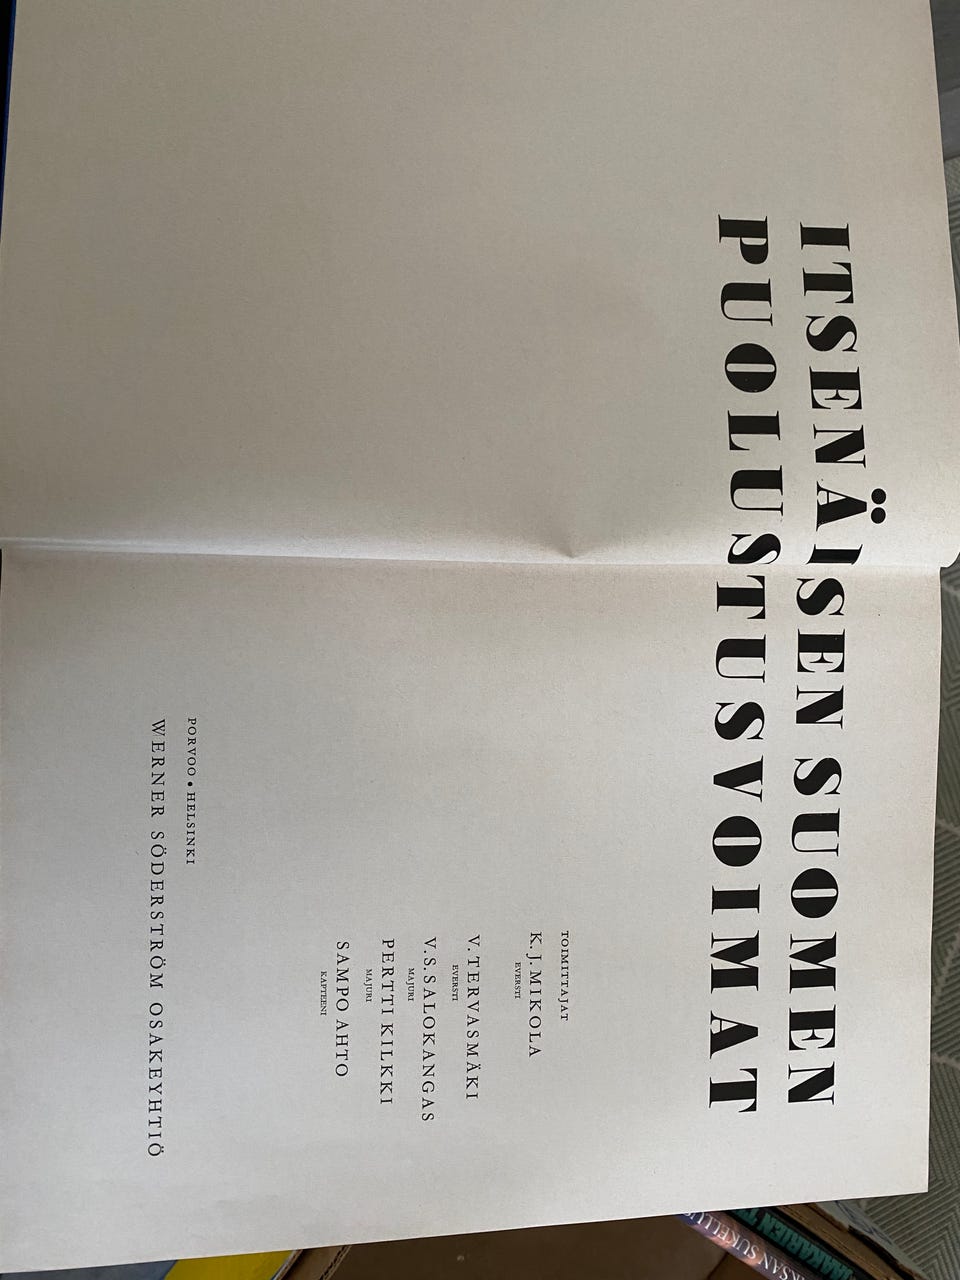 ITSENÄISEN SUOMEN
PUOLUSTUSVOIMAT
TOIMITTAJAT
K.J. MIKOLA
EVERSTI
V. TERVASMÄKI
EVERSTI
V.S. SALOKANGAS
MAJURI
PERTTI KILKKI
MAJURI
SAMPO AHTO
KAPTEENI
PORVOO • HELSINKI
WERNER SÖDERSTRÖM OSAKEYHTIÖ